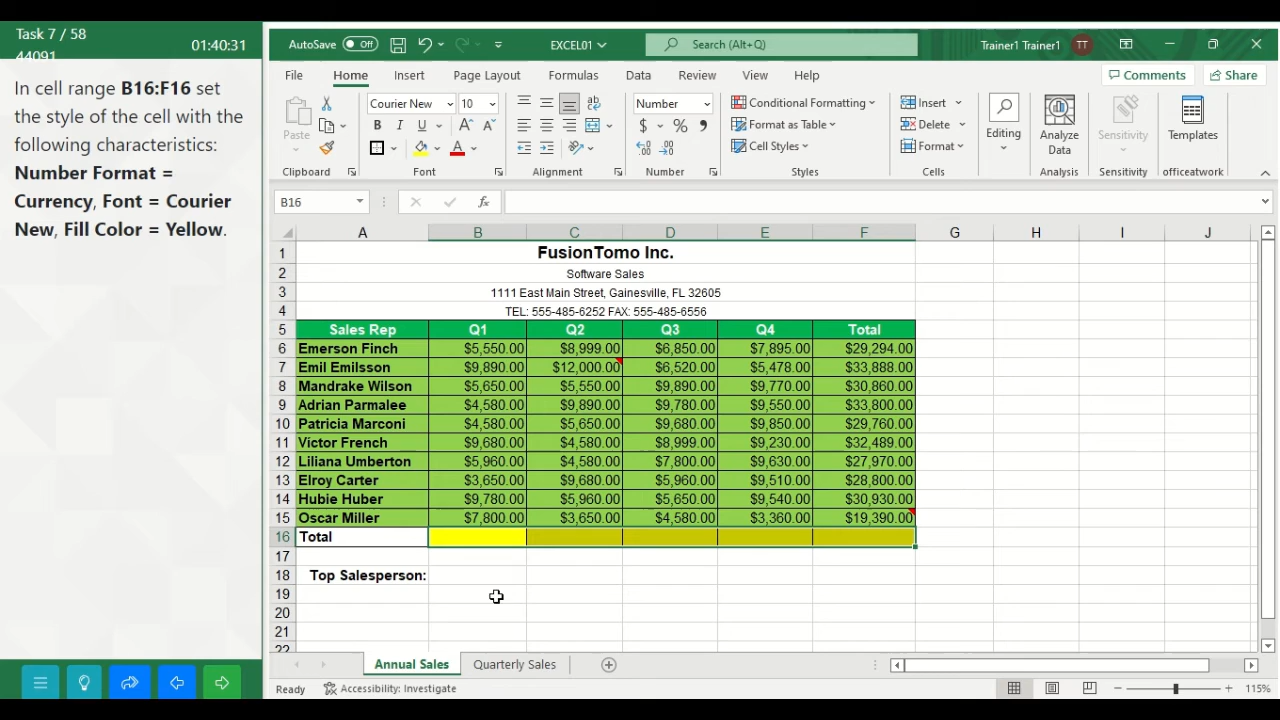 Task 7 / 58
44091
01:40:31
In cell range B16:F16 set
the style of the cell with the
following characteristics:
Number Format =
Currency, Font = Courier
New, Fill Color = Yellow.
AutoSave Off
EXCEL01
Search (Alt+Q)
Trainer1 Trainer1 TT
File Home Insert Page Layout Formulas Data Review View Help Comments Share
Paste
Clipboard
Courier New 10
B I U A A
A
Font
ab
Alignment
Number
$ % ,
Number
Conditional Formatting
Format as Table
Cell Styles
Styles
Insert
Delete
Format
Cells
Editing
Analyze
Data
Analysis
Sensitivity
Sensitivity
Templates
officeatwork
B16 fx
A B C D E F G H I J
1 FusionTomo Inc.
2 Software Sales
3 1111 East Main Street, Gainesville, FL 32605
4 TEL: 555-485-6252 FAX: 555-485-6556
5 Sales Rep Q1 Q2 Q3 Q4 Total
6 Emerson Finch $5,550.00 $8,999.00 $6,850.00 $7,895.00 $29,294.00
7 Emil Emilsson $9,890.00 $12,000.00 $6,520.00 $5,478.00 $33,888.00
8 Mandrake Wilson $5,650.00 $5,550.00 $9,890.00 $9,770.00 $30,860.00
9 Adrian Parmalee $4,580.00 $9,890.00 $9,780.00 $9,550.00 $33,800.00
10 Patricia Marconi $4,580.00 $5,650.00 $9,680.00 $9,850.00 $29,760.00
11 Victor French $9,680.00 $4,580.00 $8,999.00 $9,230.00 $32,489.00
12 Liliana Umberton $5,960.00 $4,580.00 $7,800.00 $9,630.00 $27,970.00
13 Elroy Carter $3,650.00 $9,680.00 $5,960.00 $9,510.00 $28,800.00
14 Hubie Huber $9,780.00 $5,960.00 $5,650.00 $9,540.00 $30,930.00
15 Oscar Miller $7,800.00 $3,650.00 $4,580.00 $3,360.00 $19,390.00
16 Total
17
18 Top Salesperson:
19
20
21
22
Annual Sales Quarterly Sales
Ready Accessibility: Investigate 115%